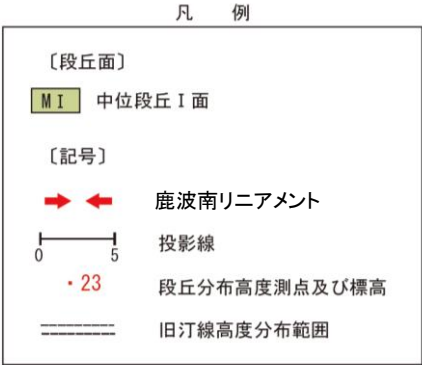 凡 例
〔段丘面〕
MⅠ 中位段丘Ⅰ面
〔記号〕
鹿波南リニアメント
0 5 投影線
・23 段丘分布高度測点及び標高
旧汀線高度分布範囲